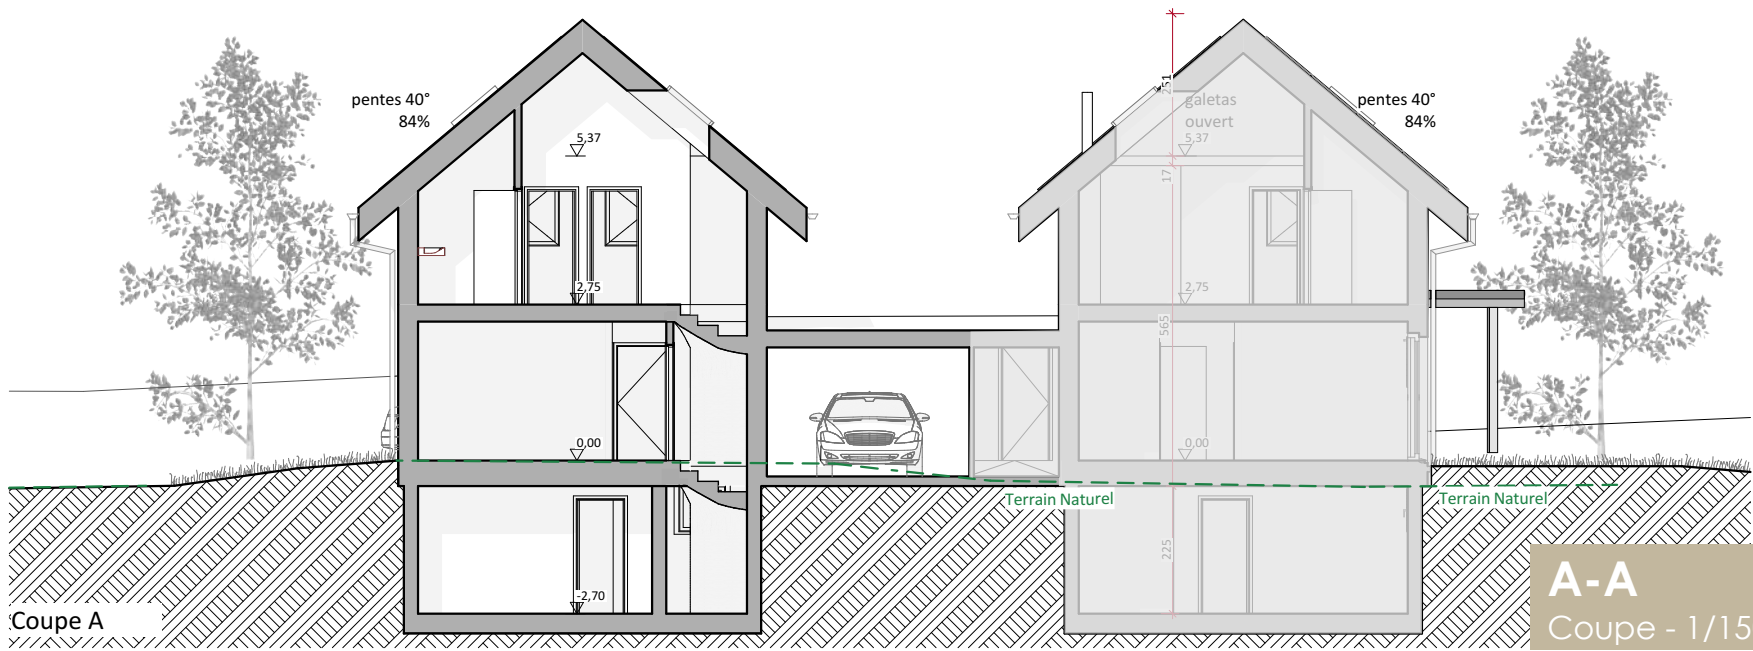 pentes 40°
84%
5,37
2,75
0,00
-2,70
251
galetas
ouvert
5,37
17
2,75
565
0,00
225
pentes 40°
84%
Terrain Naturel
Terrain Naturel
Coupe A
A-A
Coupe - 1/15